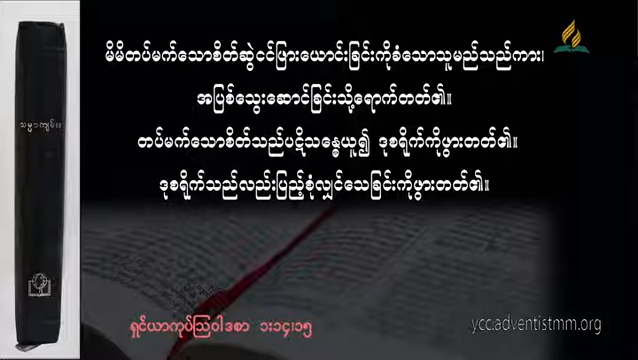 မိမိတပ်မက်သောစိတ်ဆွဲငင်ဖြားယောင်းခြင်းကိုခံသောသူမည်သည်ကား၊
အပြစ်သွေးဆောင်ခြင်းသို့ရောက်တတ်၏။
တပ်မက်သောစိတ်သည်ပဋိသန္ဓေယူ၍ ဒုစရိုက်ကိုဖွားတတ်၏။
ဒုစရိုက်သည်လည်းပြည့်စုံလျှင်သေခြင်းကိုဖွားတတ်၏။
သမ္မာကျမ်း။
ရှင်ယာကုပ်ဩဝါဒစာ ၁း၁၄၊၁၅
ycc.adventistmm.org